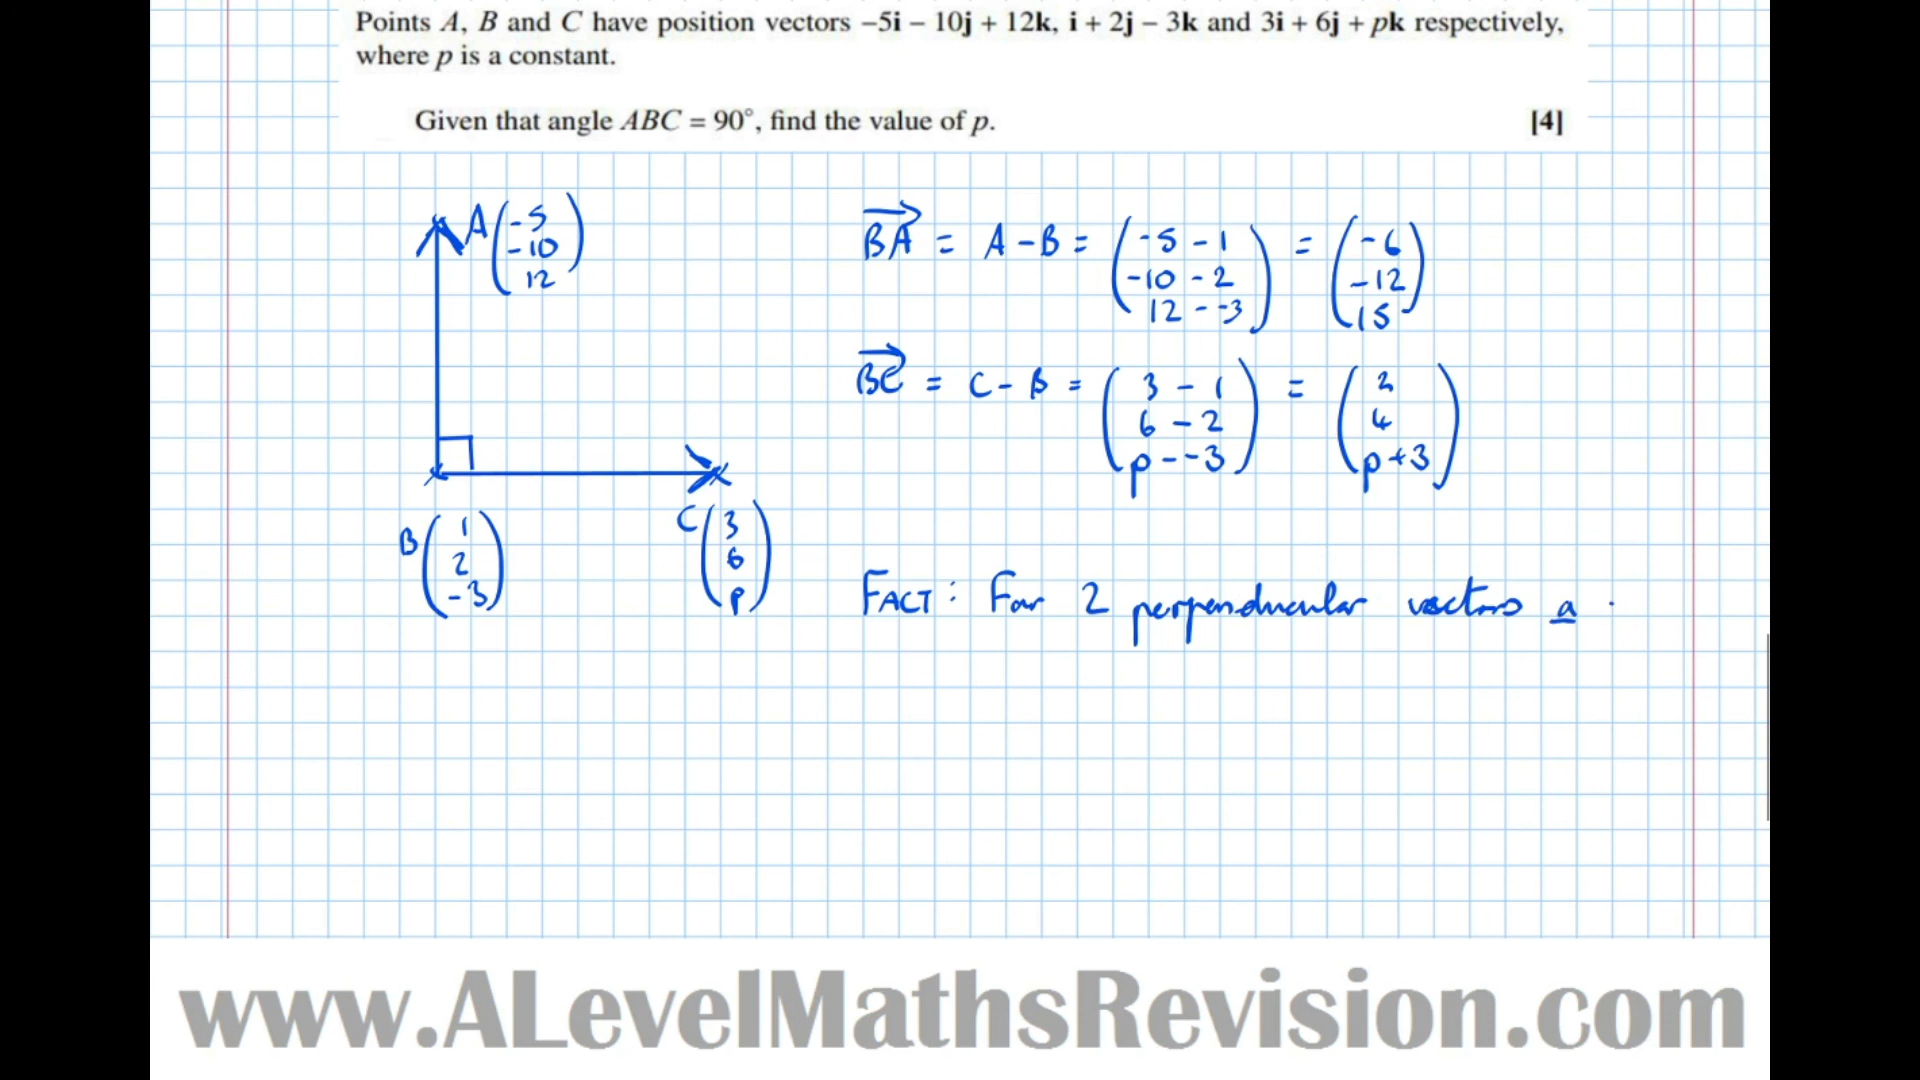 Points A, B and C have position vectors −5i − 10j + 12k, i + 2j − 3k and 3i + 6j + pk respectively,
where p is a constant.
Given that angle ABC = 90°, find the value of p. [4]
A (-5
-10
12)
B (1
2
-3)
C (3
6
p)
BA = A - B = (-5 - 1 = (-6
-10 - 2 -12
12 - -3) 15)
BC = C - B = (3 - 1 = (2
6 - 2 4
p - -3) p+3)
FACT: For 2 perpendicular vectors a
www.ALevelMathsRevision.com